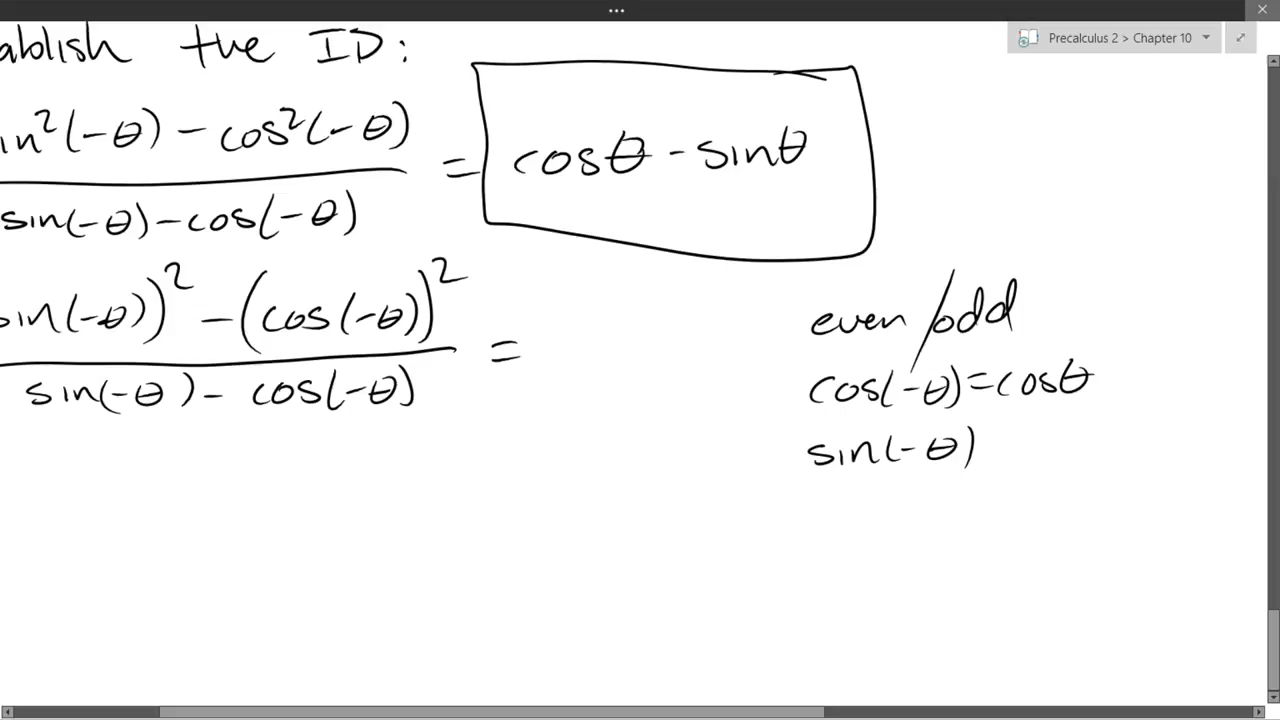 ...
Precalculus 2 > Chapter 10
ablish the ID:
in²(-θ) - cos²(-θ)
= cosθ - sinθ
sin(-θ) - cos(-θ)
sin(-θ))² - (cos(-θ))²
=
sin(-θ) - cos(-θ)
even/odd
cos(-θ)=cosθ
sin(-θ)